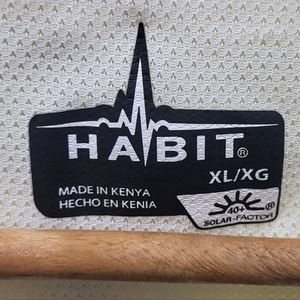 HABIT®
XL/XG
MADE IN KENYA
HECHO EN KENIA
40+ ®
SOLAR-FACTOR